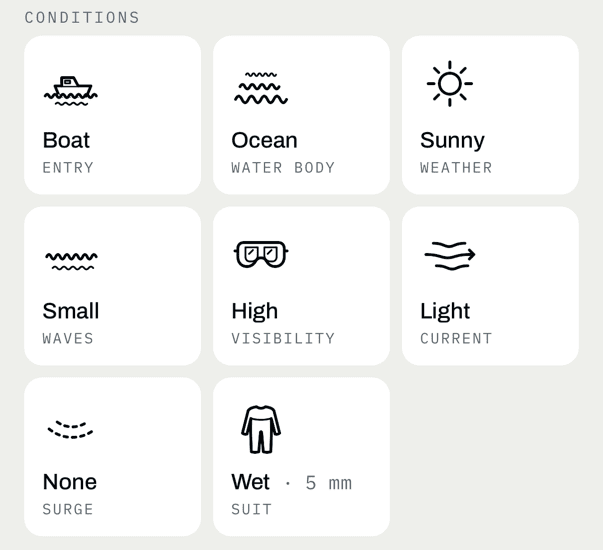 CONDITIONS
Boat
ENTRY
Ocean
WATER BODY
Sunny
WEATHER
Small
WAVES
High
VISIBILITY
Light
CURRENT
None
SURGE
Wet · 5 mm
SUIT